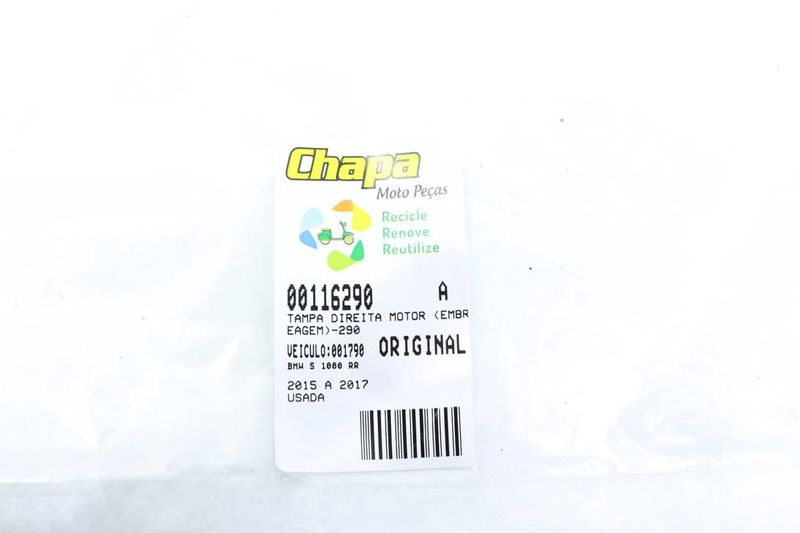 Chapa
Moto Peças
Recicle
Renove
Reutilize
00116290 A
TAMPA DIREITA MOTOR (EMBR
EAGEM)-290
VEICULO:001790 ORIGINAL
BMW S 1000 RR
2015 A 2017
USADA